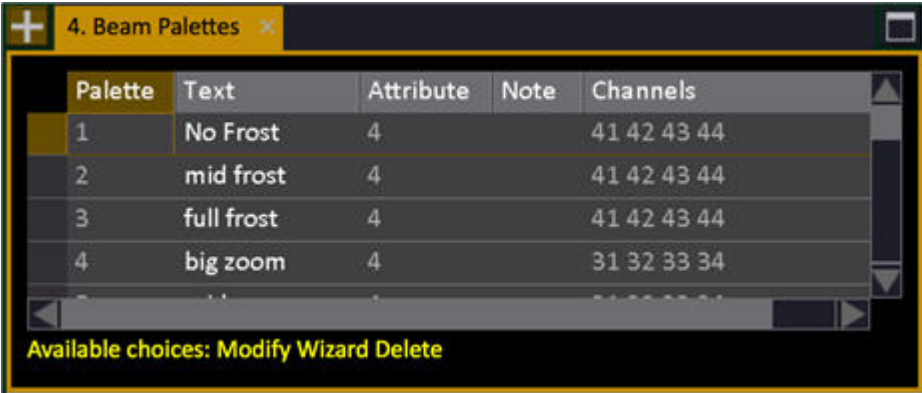 4. Beam Palettes
Palette Text Attribute Note Channels
1 No Frost 4 41 42 43 44
2 mid frost 4 41 42 43 44
3 full frost 4 41 42 43 44
4 big zoom 4 31 32 33 34
Available choices: Modify Wizard Delete